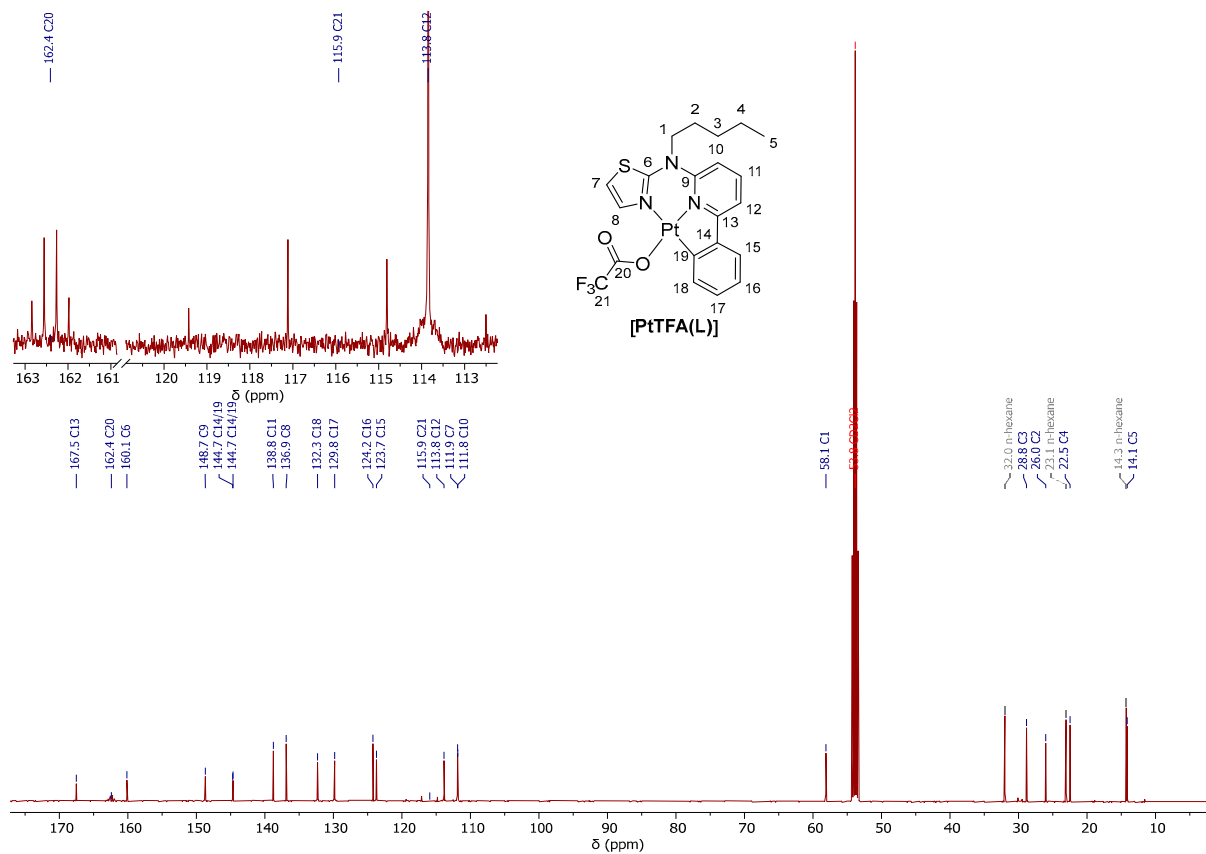 162.4 C20
115.9 C21
113.8 C12
163 162 161 120 119 118 117 116 115 114 113
δ (ppm)
1
2
3
4
5
6
7
8
9
10
11
12
13
14
15
16
17
18
19
20
21
S
N
N
N
Pt
O
O
F3C
[PtTFA(L)]
167.5 C13
162.4 C20
160.1 C6
148.7 C9
144.7 C14/19
144.7 C14/19
138.8 C11
136.9 C8
132.3 C18
129.8 C17
124.2 C16
123.7 C15
115.9 C21
113.8 C12
111.9 C7
111.8 C10
58.1 C1
53.8 CD2Cl2
32.0 n-hexane
28.8 C3
26.0 C2
23.1 n-hexane
22.5 C4
14.3 n-hexane
14.1 C5
170 160 150 140 130 120 110 100 90 80 70 60 50 40 30 20 10
δ (ppm)